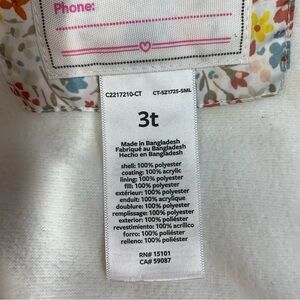 Phone:
C2217210-CT CT-SZ1725-SML
3t
Made in Bangladesh
Fabriqué au Bangladesh
Hecho en Bangladesh
shell: 100% polyester
coating: 100% acrylic
lining: 100% polyester
fill: 100% polyester
extérieur: 100% polyester
enduit: 100% acrylique
doublure: 100% polyester
remplissage: 100% polyester
exterior: 100% poliéster
revestimiento: 100% acrílico
forro: 100% poliéster
relleno: 100% poliéster
RN# 15101
CA# 59087